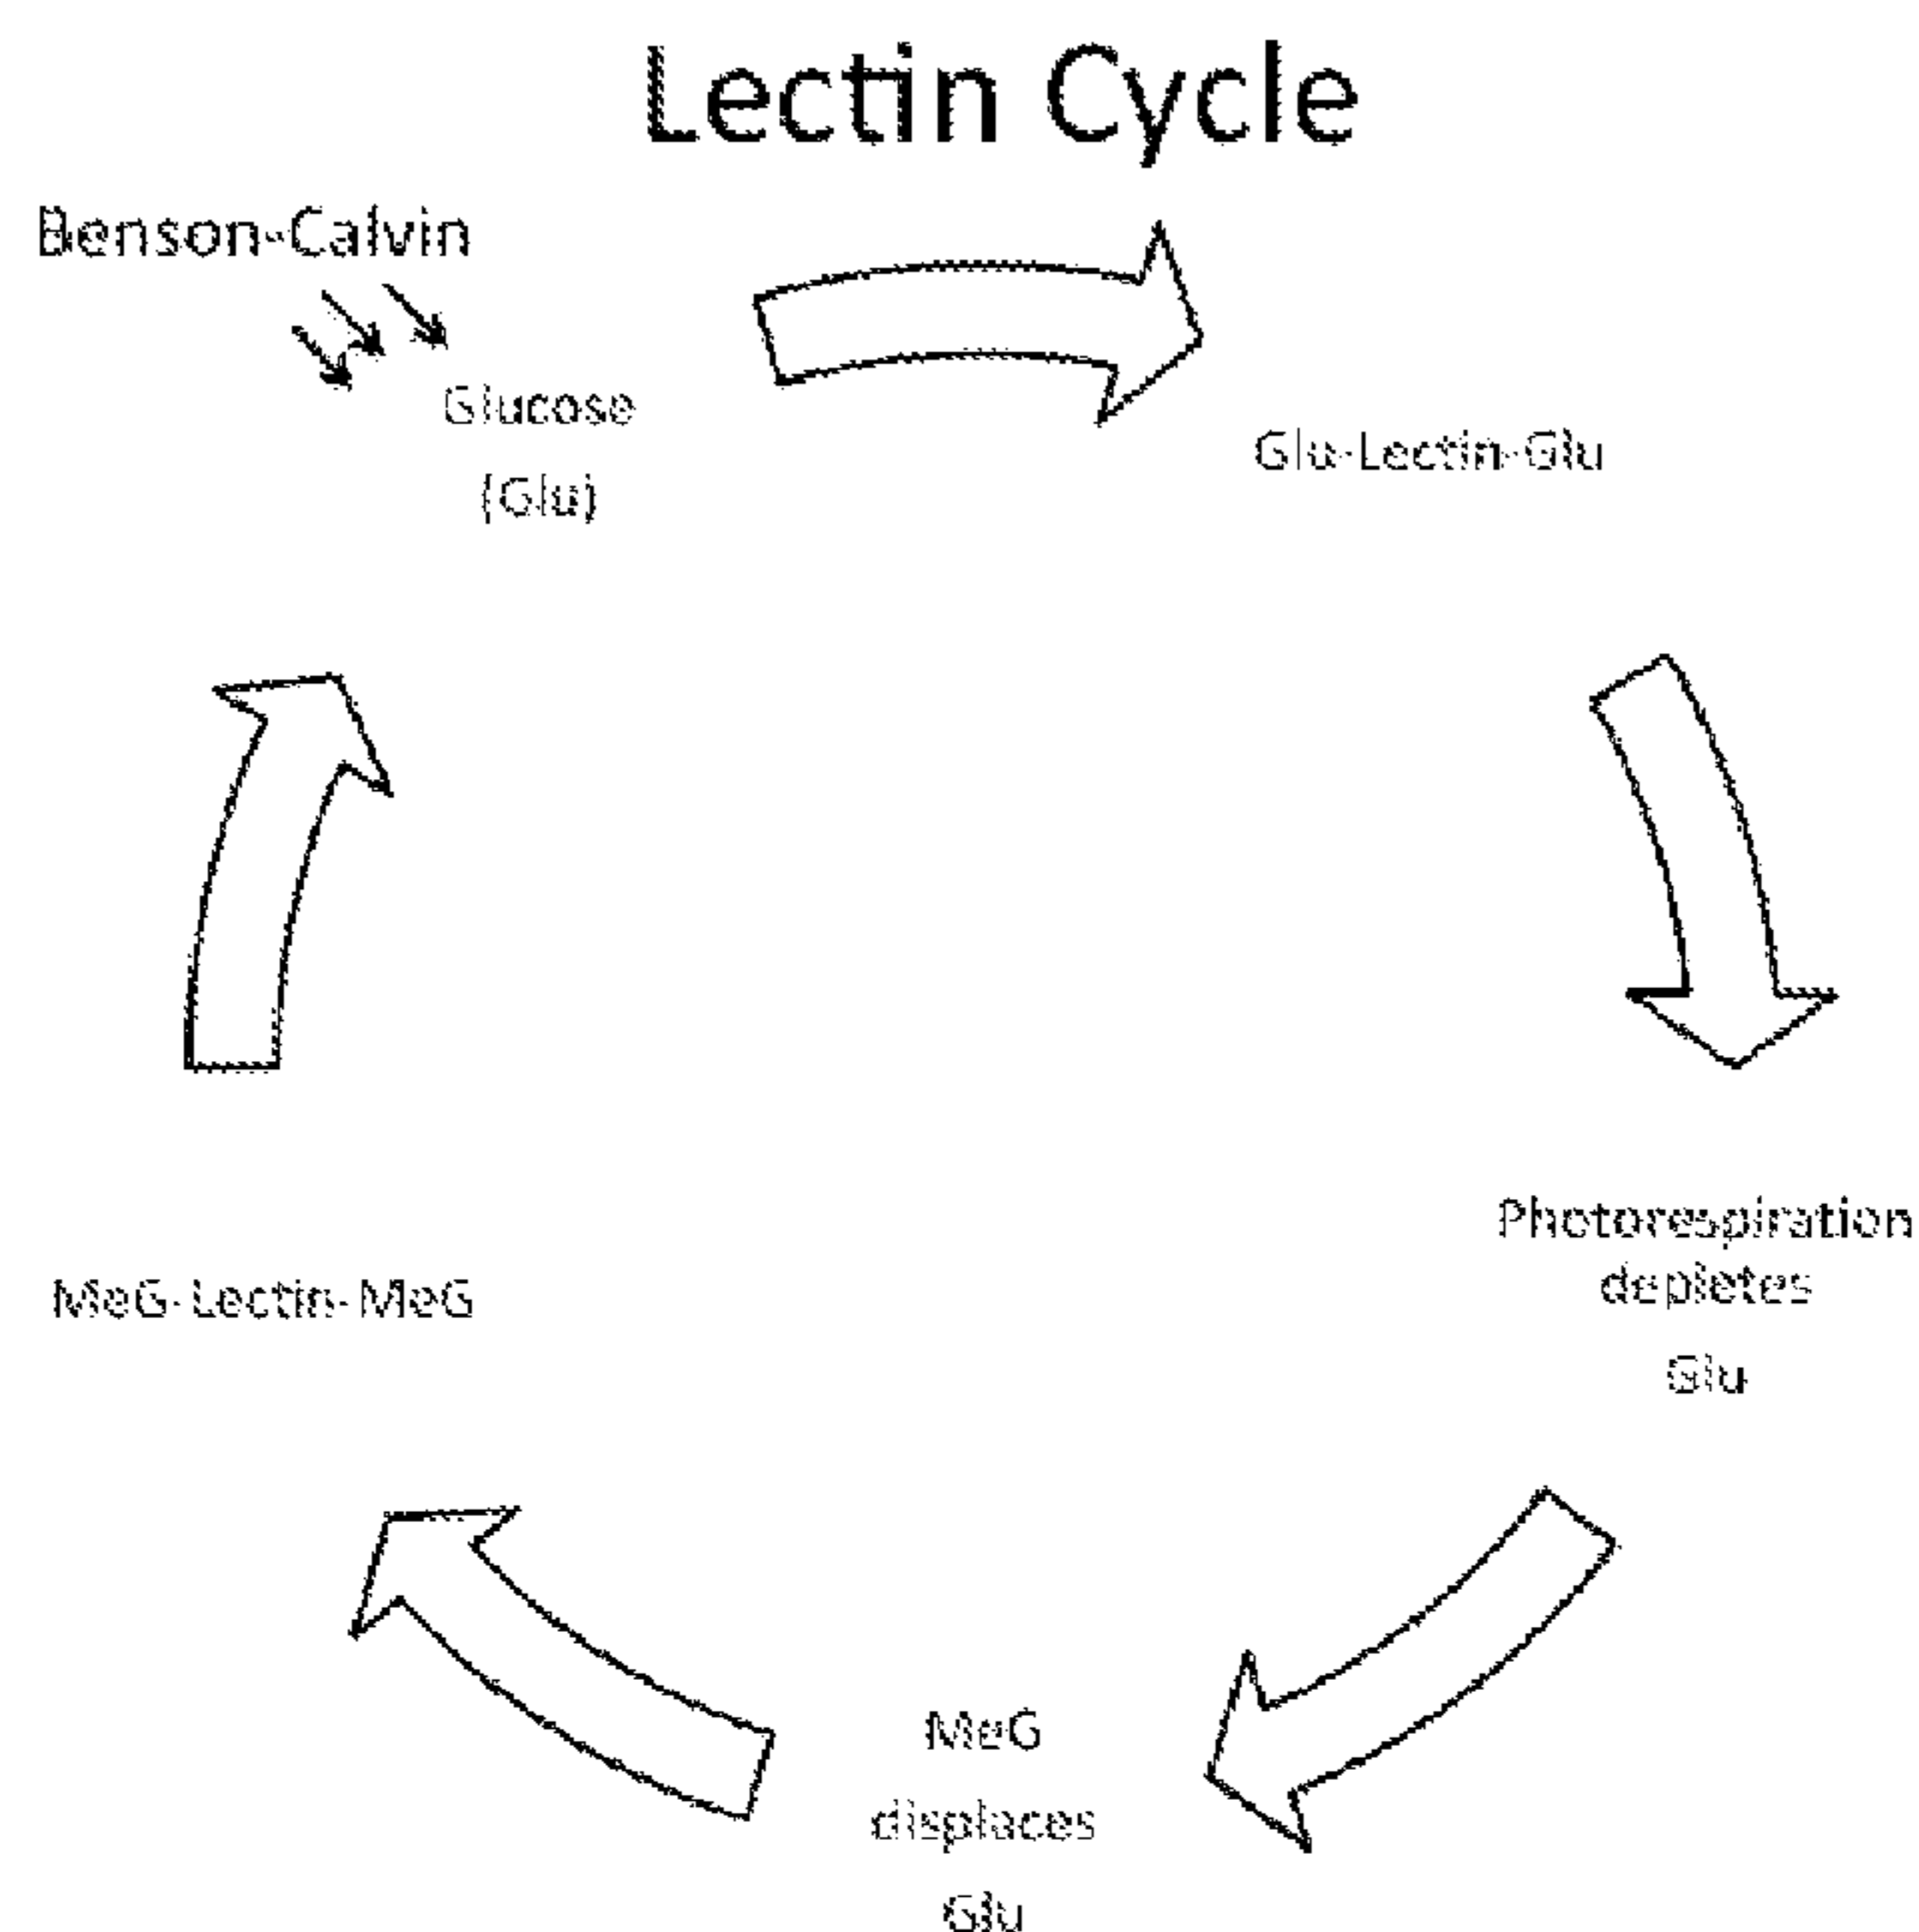 Lectin Cycle
Benson-Calvin
Glucose
(Glu)
Glu-Lectin-Glu
Photorespiration
depletes
Glu
MeG
displaces
Glu
MeG-Lectin-MeG